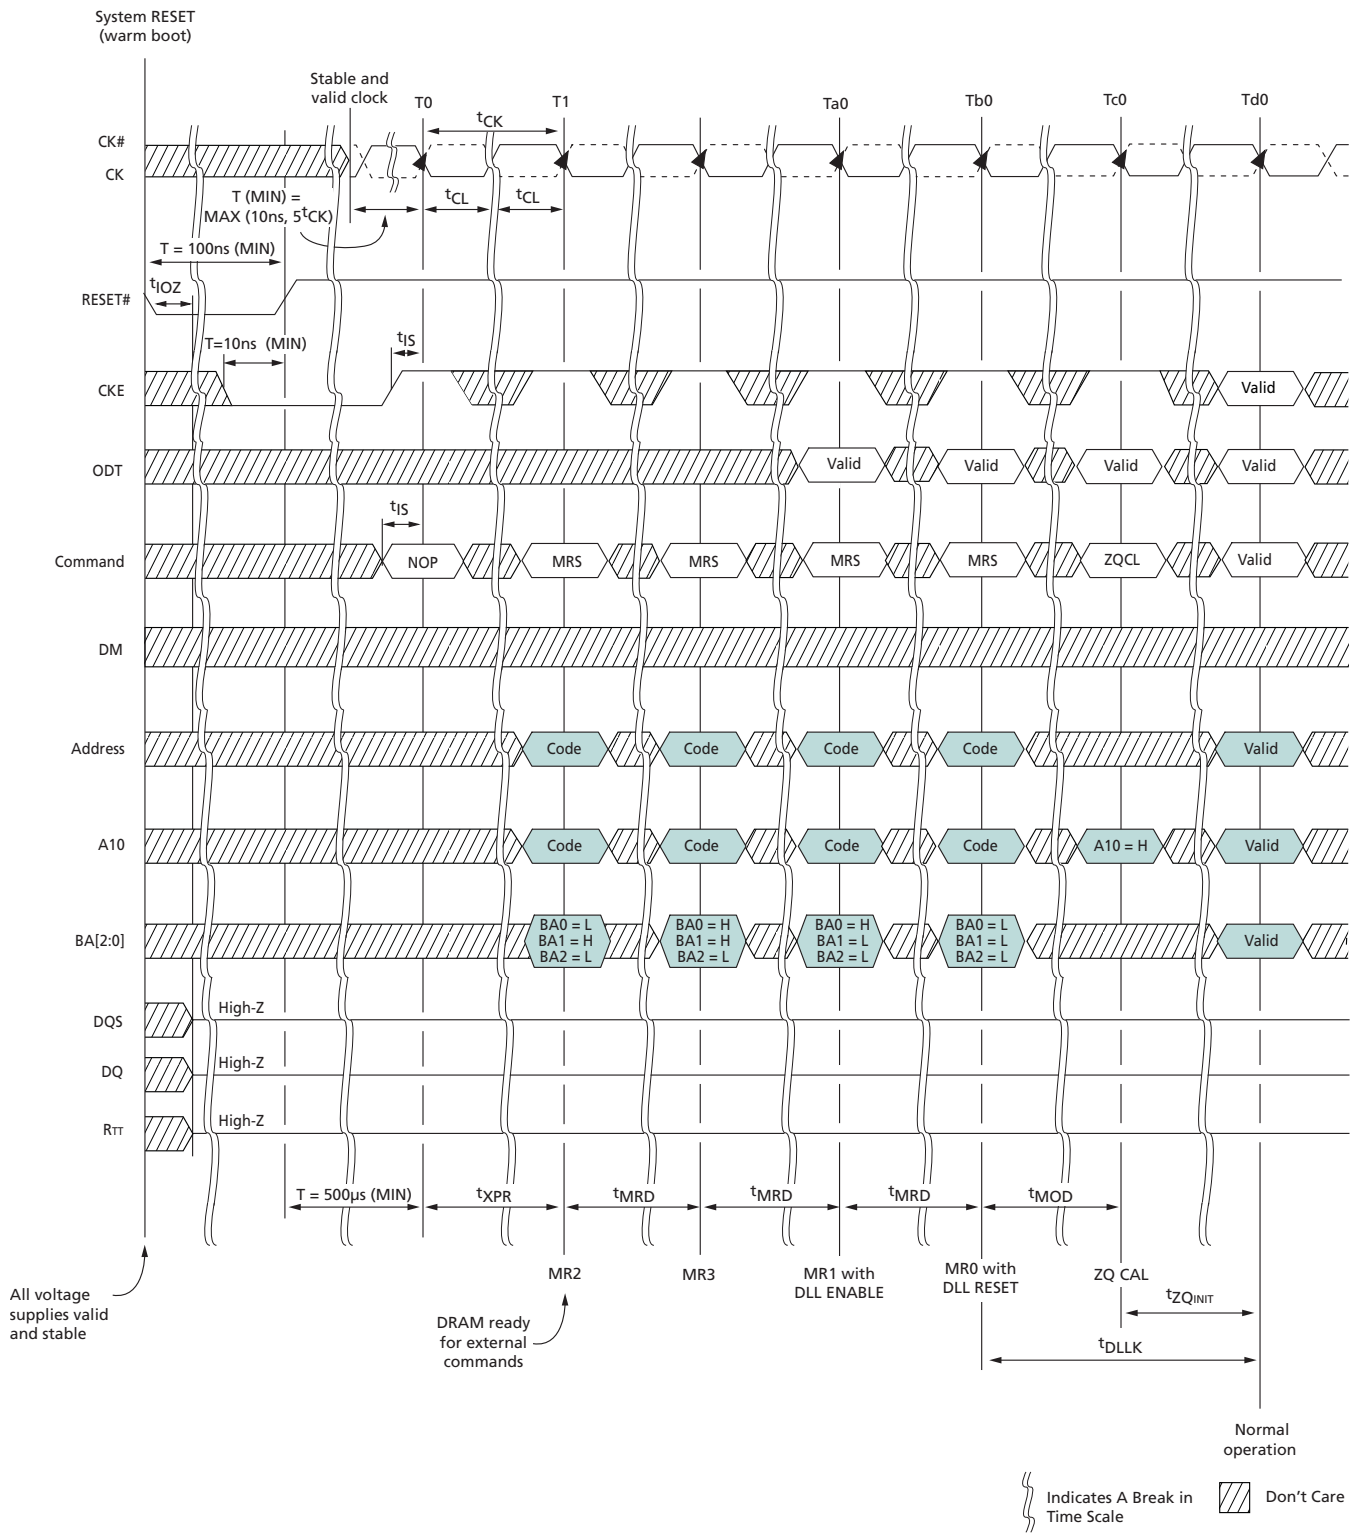 System RESET
(warm boot)
Stable and
valid clock
T0
T1
Ta0
Tb0
Tc0
Td0
tCK
CK#
CK
T (MIN) =
MAX (10ns, 5tCK)
tCL
tCL
T = 100ns (MIN)
tIOZ
RESET#
T=10ns (MIN)
tIS
CKE
Valid
ODT
Valid
Valid
Valid
Valid
tIS
Command
NOP
MRS
MRS
MRS
MRS
ZQCL
Valid
DM
Address
Code
Code
Code
Code
Valid
A10
Code
Code
Code
Code
A10 = H
Valid
BA[2:0]
BA0 = L
BA1 = H
BA2 = L
BA0 = H
BA1 = H
BA2 = L
BA0 = H
BA1 = L
BA2 = L
BA0 = L
BA1 = L
BA2 = L
Valid
DQS
High-Z
DQ
High-Z
RTT
High-Z
T = 500µs (MIN)
tXPR
tMRD
tMRD
tMRD
tMOD
MR2
MR3
MR1 with
DLL ENABLE
MR0 with
DLL RESET
ZQ CAL
tZQINIT
All voltage
supplies valid
and stable
DRAM ready
for external
commands
tDLLK
Normal
operation
Indicates A Break in
Time Scale
Don't Care